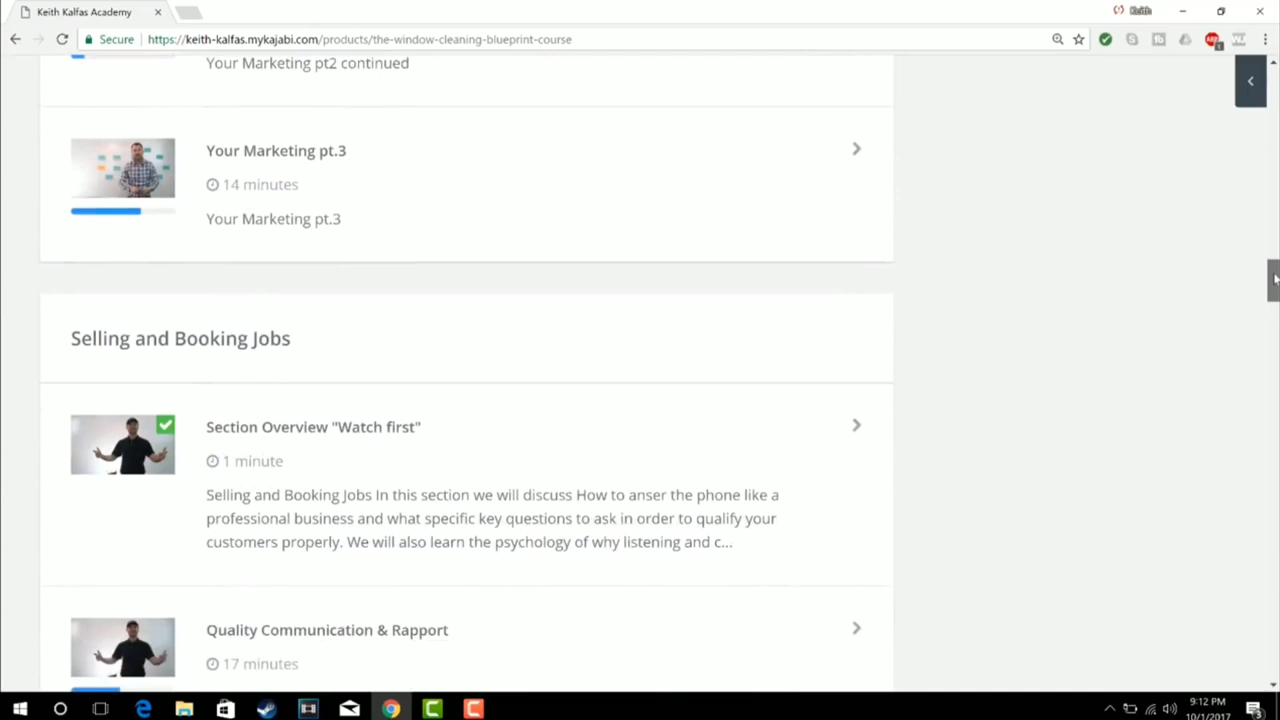 Keith Kalfas Academy
Keith
Secure
https://keith-kalfas.mykajabi.com/products/the-window-cleaning-blueprint-course
Your Marketing pt2 continued
Your Marketing pt.3
14 minutes
Your Marketing pt.3
Selling and Booking Jobs
Section Overview "Watch first"
1 minute
Selling and Booking Jobs In this section we will discuss How to anser the phone like a
professional business and what specific key questions to ask in order to qualify your
customers properly. We will also learn the psychology of why listening and c...
Quality Communication & Rapport
17 minutes
9:12 PM
10/1/2017